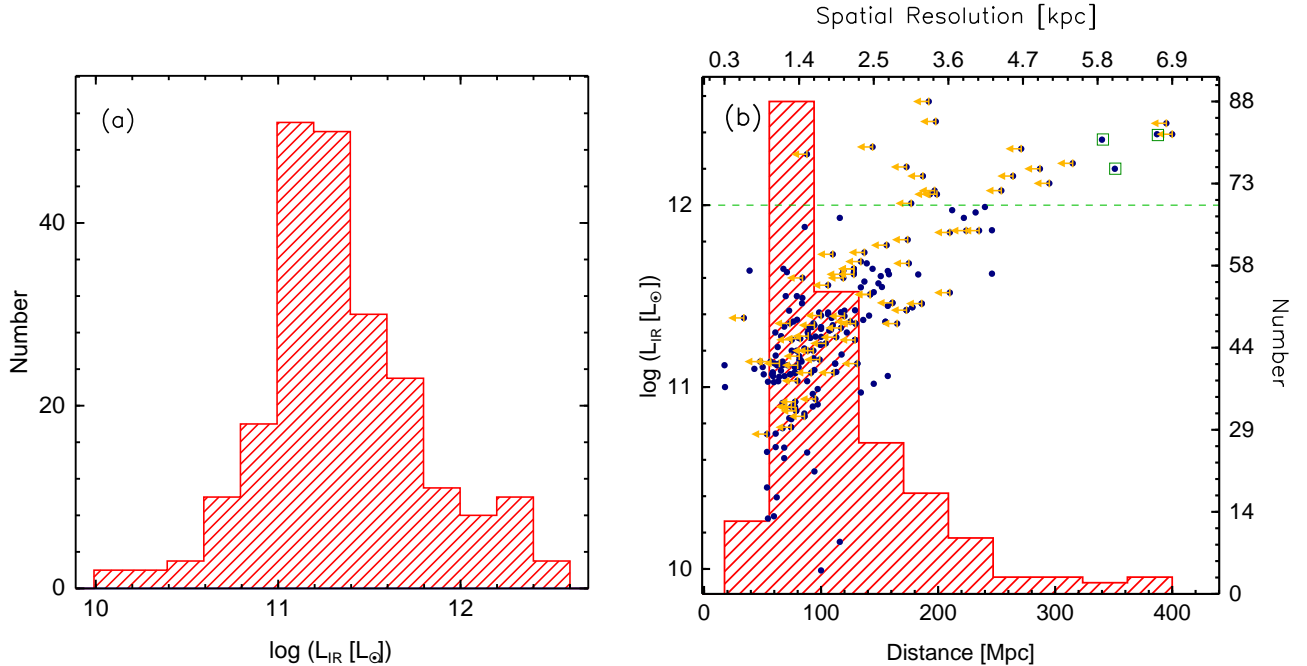 (a)
Number
40
20
0
10 11 12
log (L_IR [L_⊙])
Spatial Resolution [kpc]
0.3 1.4 2.5 3.6 4.7 5.8 6.9
(b)
log (L_IR [L_⊙])
12
11
10
88
73
58
44
29
14
0
Number
0 100 200 300 400
Distance [Mpc]